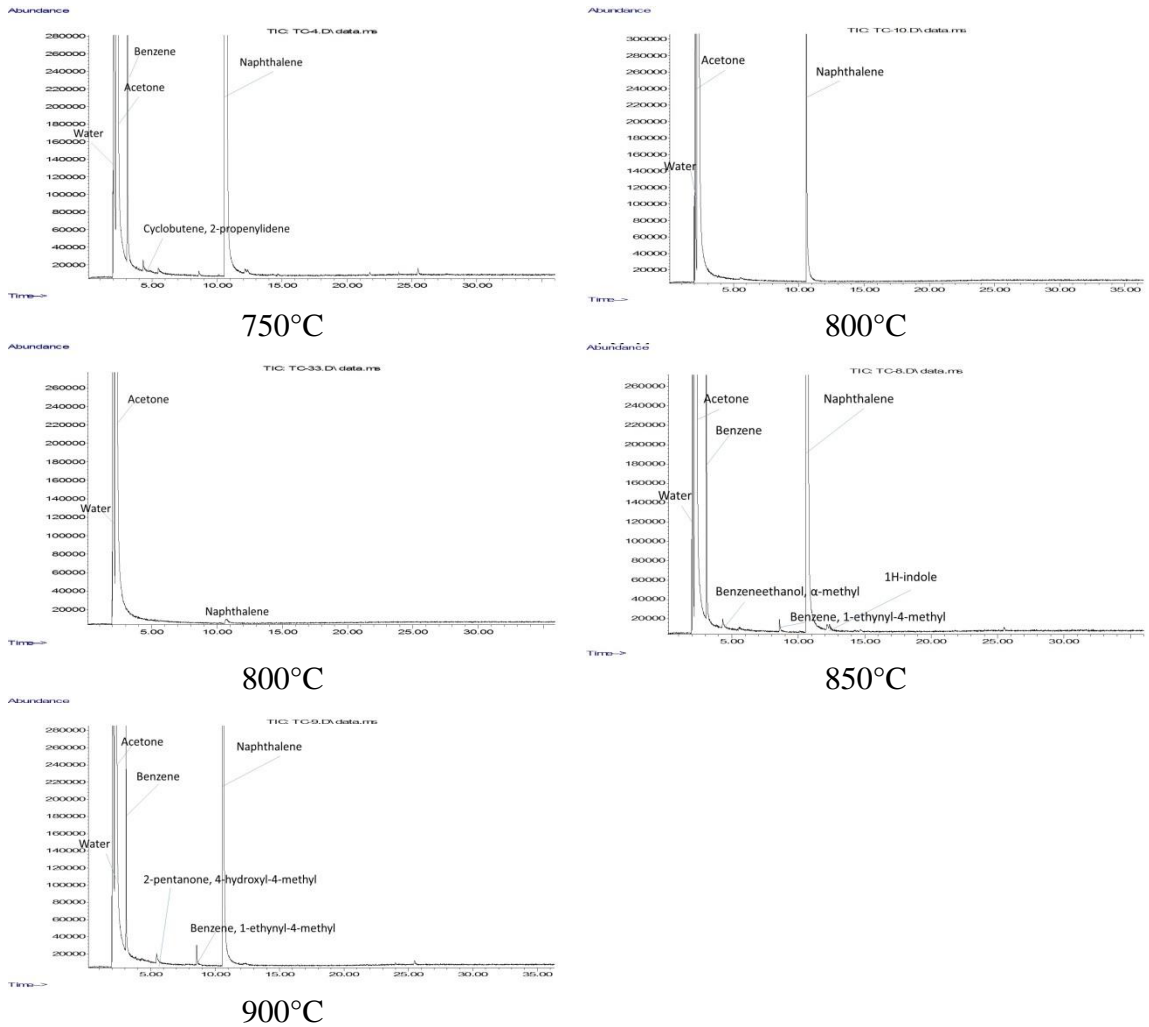 Abundance
TIC: TC-4.D\data.ms
280000
260000
240000
220000
200000
180000
160000
140000
120000
100000
80000
60000
40000
20000
Benzene
Naphthalene
Acetone
Water
Cyclobutene, 2-propenylidene
5.00 10.00 15.00 20.00 25.00 30.00
Time-->
750°C
Abundance
TIC: TC-10.D\data.ms
300000
280000
260000
240000
220000
200000
180000
160000
140000
120000
100000
80000
60000
40000
20000
Acetone
Naphthalene
Water
5.00 10.00 15.00 20.00 25.00 30.00 35.00
Time-->
800°C
Abundance
TIC: TC-33.D\data.ms
260000
240000
220000
200000
180000
160000
140000
120000
100000
80000
60000
40000
20000
Acetone
Water
Naphthalene
5.00 10.00 15.00 20.00 25.00 30.00
Time-->
800°C
Abundance
TIC: TC-8.D\data.ms
260000
240000
220000
200000
180000
160000
140000
120000
100000
80000
60000
40000
20000
Acetone
Naphthalene
Benzene
Water
1H-indole
Benzeneethanol, α-methyl
Benzene, 1-ethynyl-4-methyl
5.00 10.00 15.00 20.00 25.00 30.00 35.00
Time-->
850°C
Abundance
TIC: TC-9.D\data.ms
280000
260000
240000
220000
200000
180000
160000
140000
120000
100000
80000
60000
40000
20000
Acetone
Naphthalene
Benzene
Water
2-pentanone, 4-hydroxyl-4-methyl
Benzene, 1-ethynyl-4-methyl
5.00 10.00 15.00 20.00 25.00 30.00 35.00
Time-->
900°C